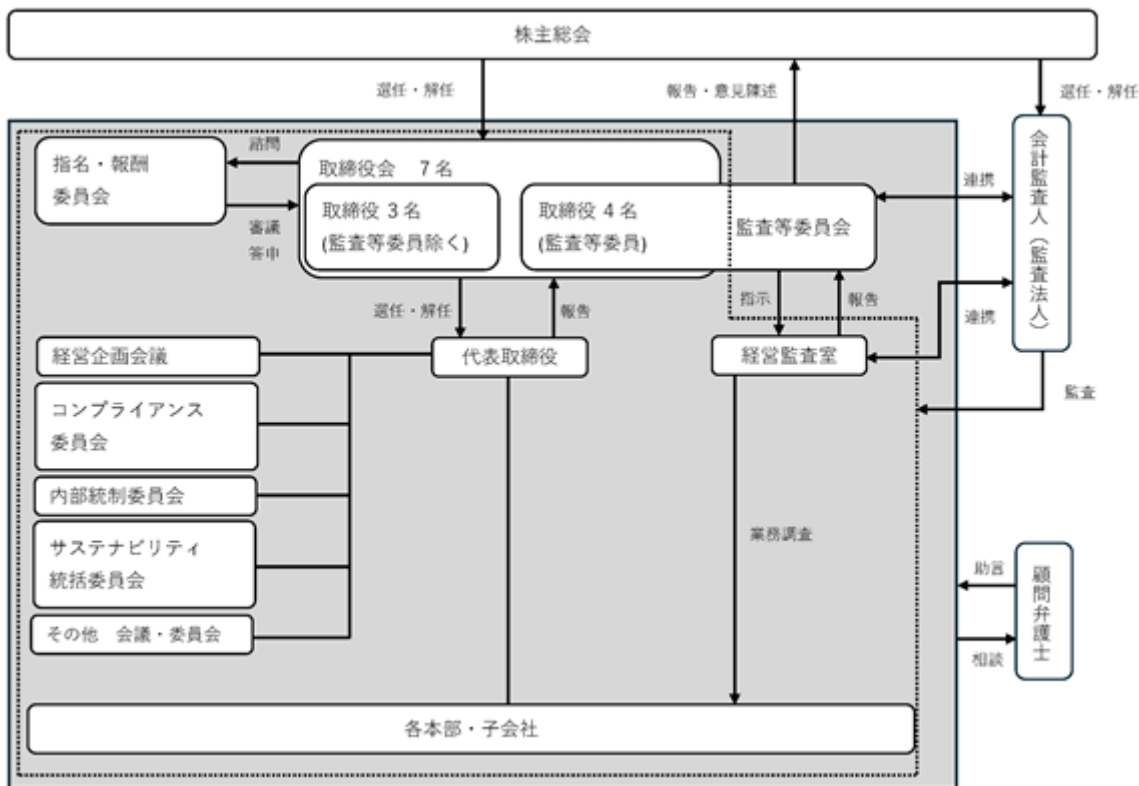 株主総会
選任・解任
報告・意見陳述
選任・解任
指名・報酬
委員会
諮問
審議
答申
取締役会　7名
取締役 3名
(監査等委員除く)
取締役 4名
(監査等委員)
監査等委員会
連携
会計監査人（監査法人）
選任・解任
報告
指示
報告
連携
経営企画会議
代表取締役
経営監査室
監査
コンプライアンス
委員会
内部統制委員会
サステナビリティ
統括委員会
業務調査
その他　会議・委員会
助言
顧問弁護士
相談
各本部・子会社